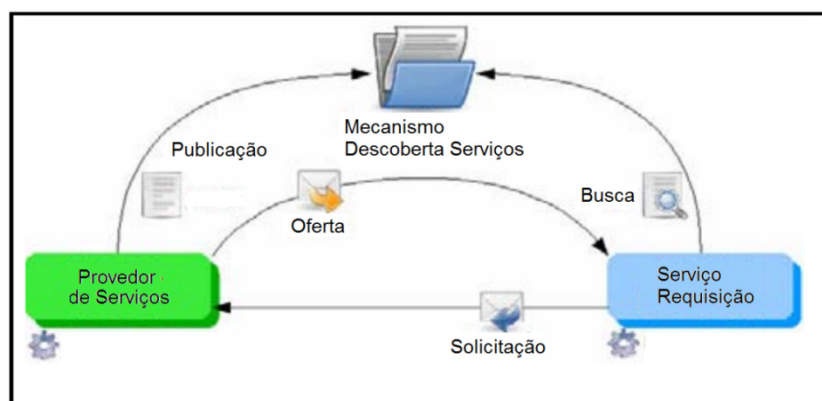 Mecanismo
Descoberta Serviços
Publicação
Oferta
Busca
Provedor
de Serviços
Serviço
Requisição
Solicitação